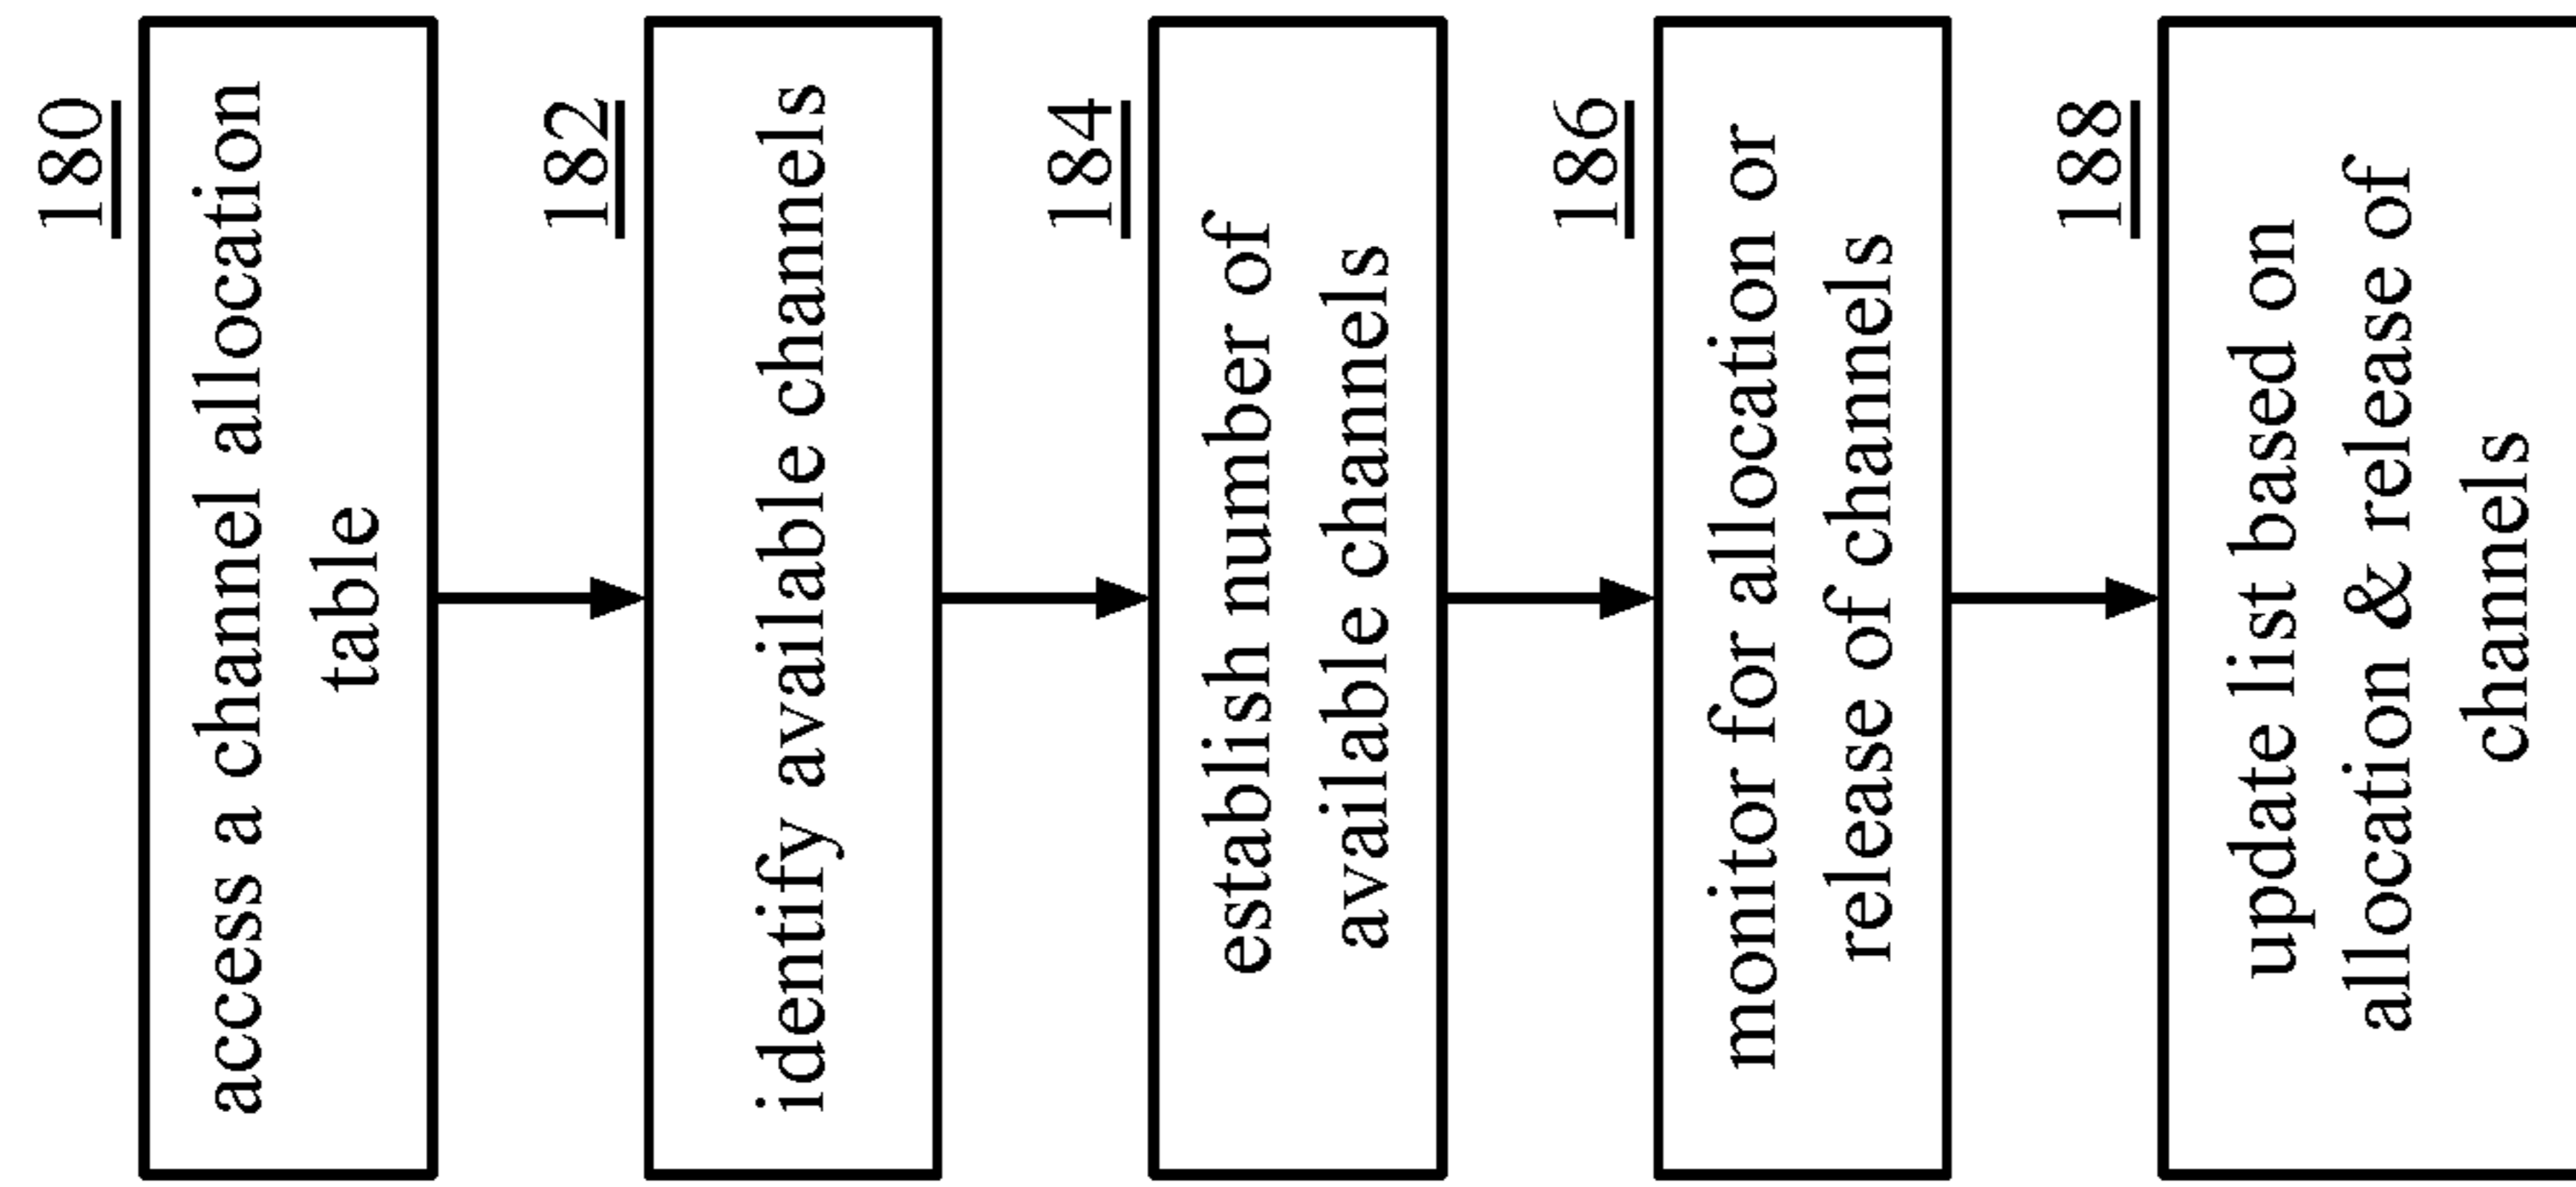 180
access a channel allocation
table
182
identify available channels
184
establish number of
available channels
186
monitor for allocation or
release of channels
188
update list based on
allocation & release of
channels